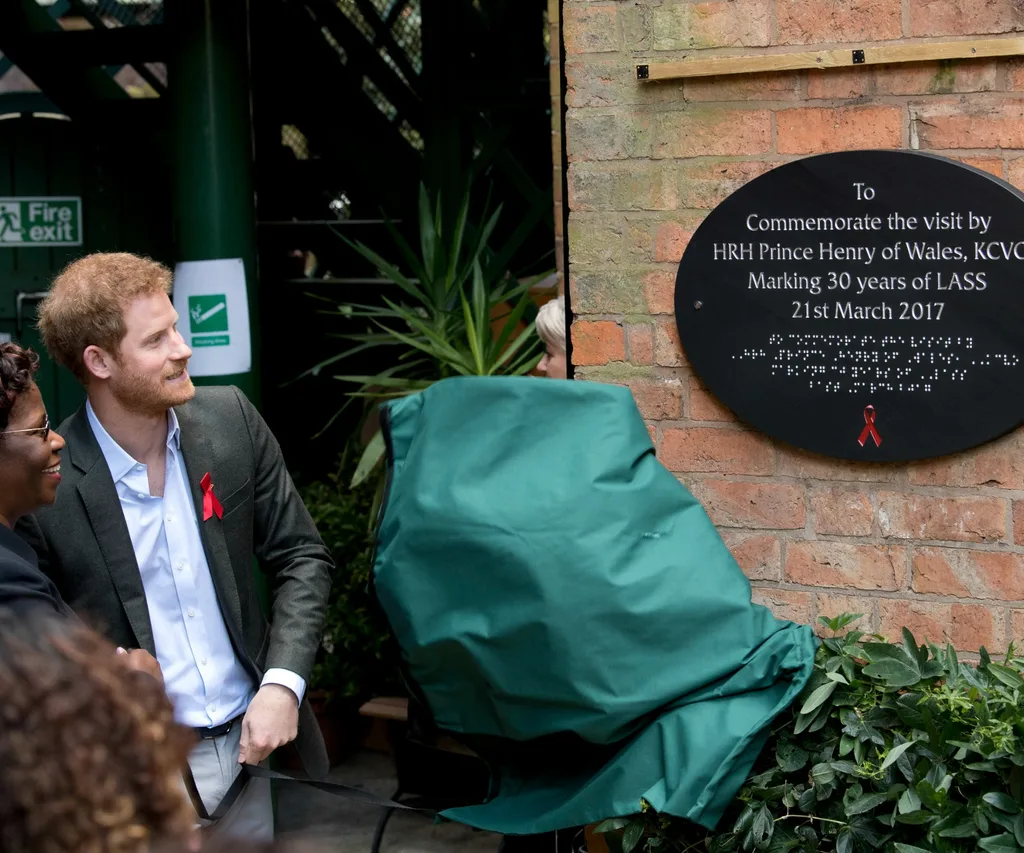 Fire
exit
To
Commemorate the visit by
HRH Prince Henry of Wales, KCVO
Marking 30 years of LASS
21st March 2017